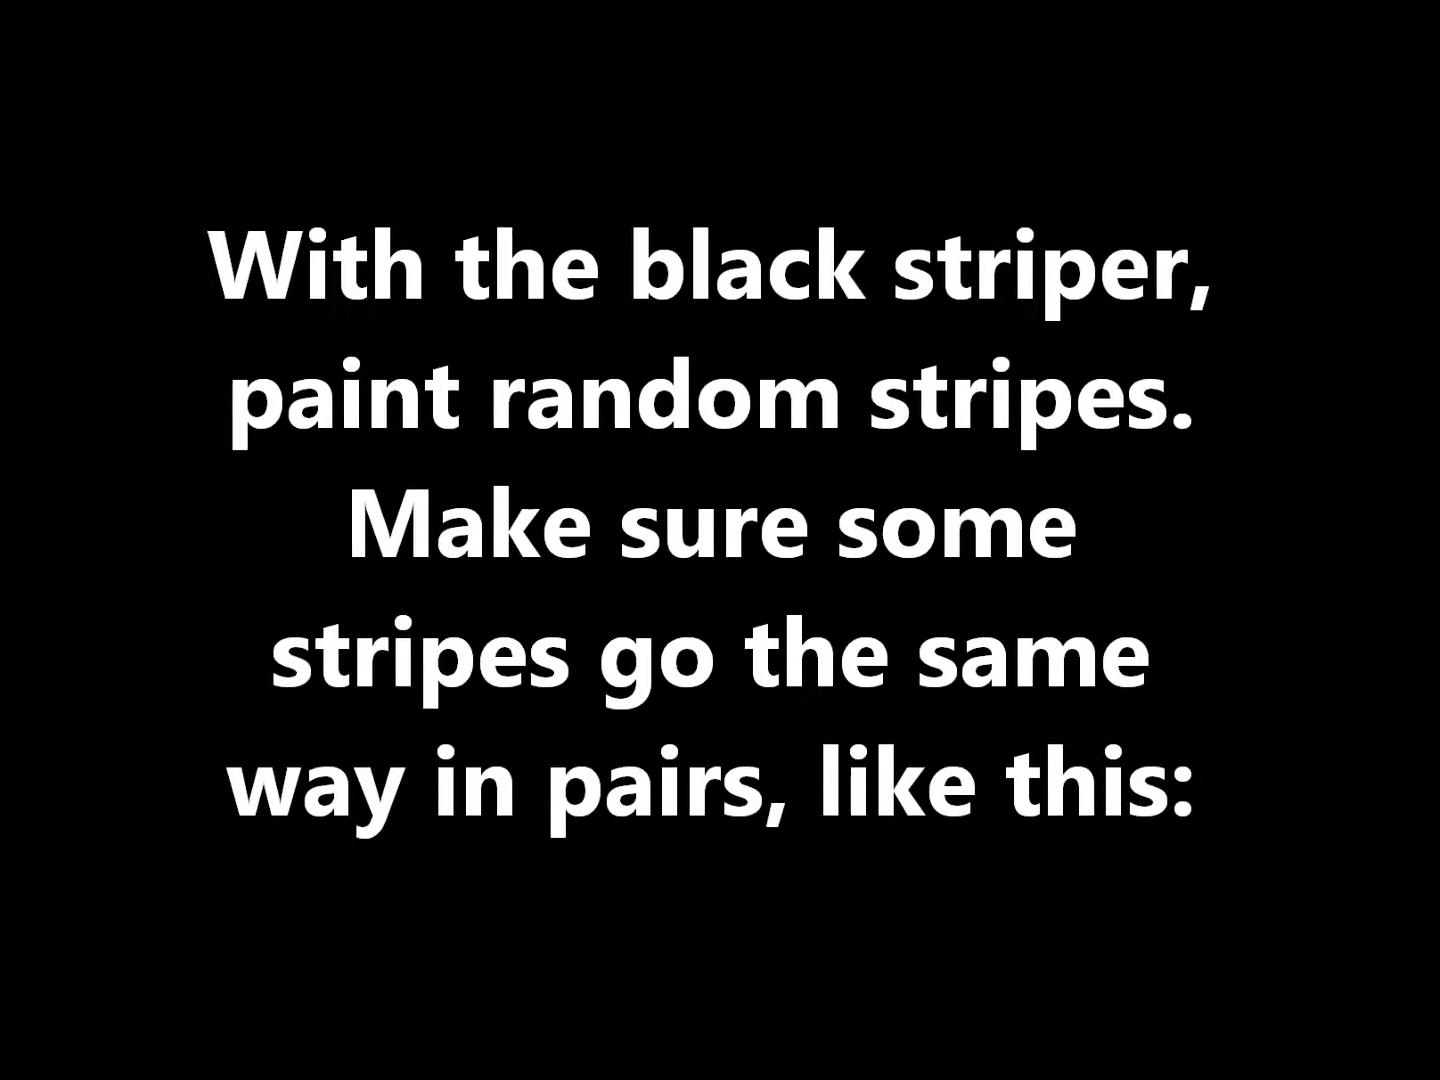 With the black striper,
paint random stripes.
Make sure some
stripes go the same
way in pairs, like this: